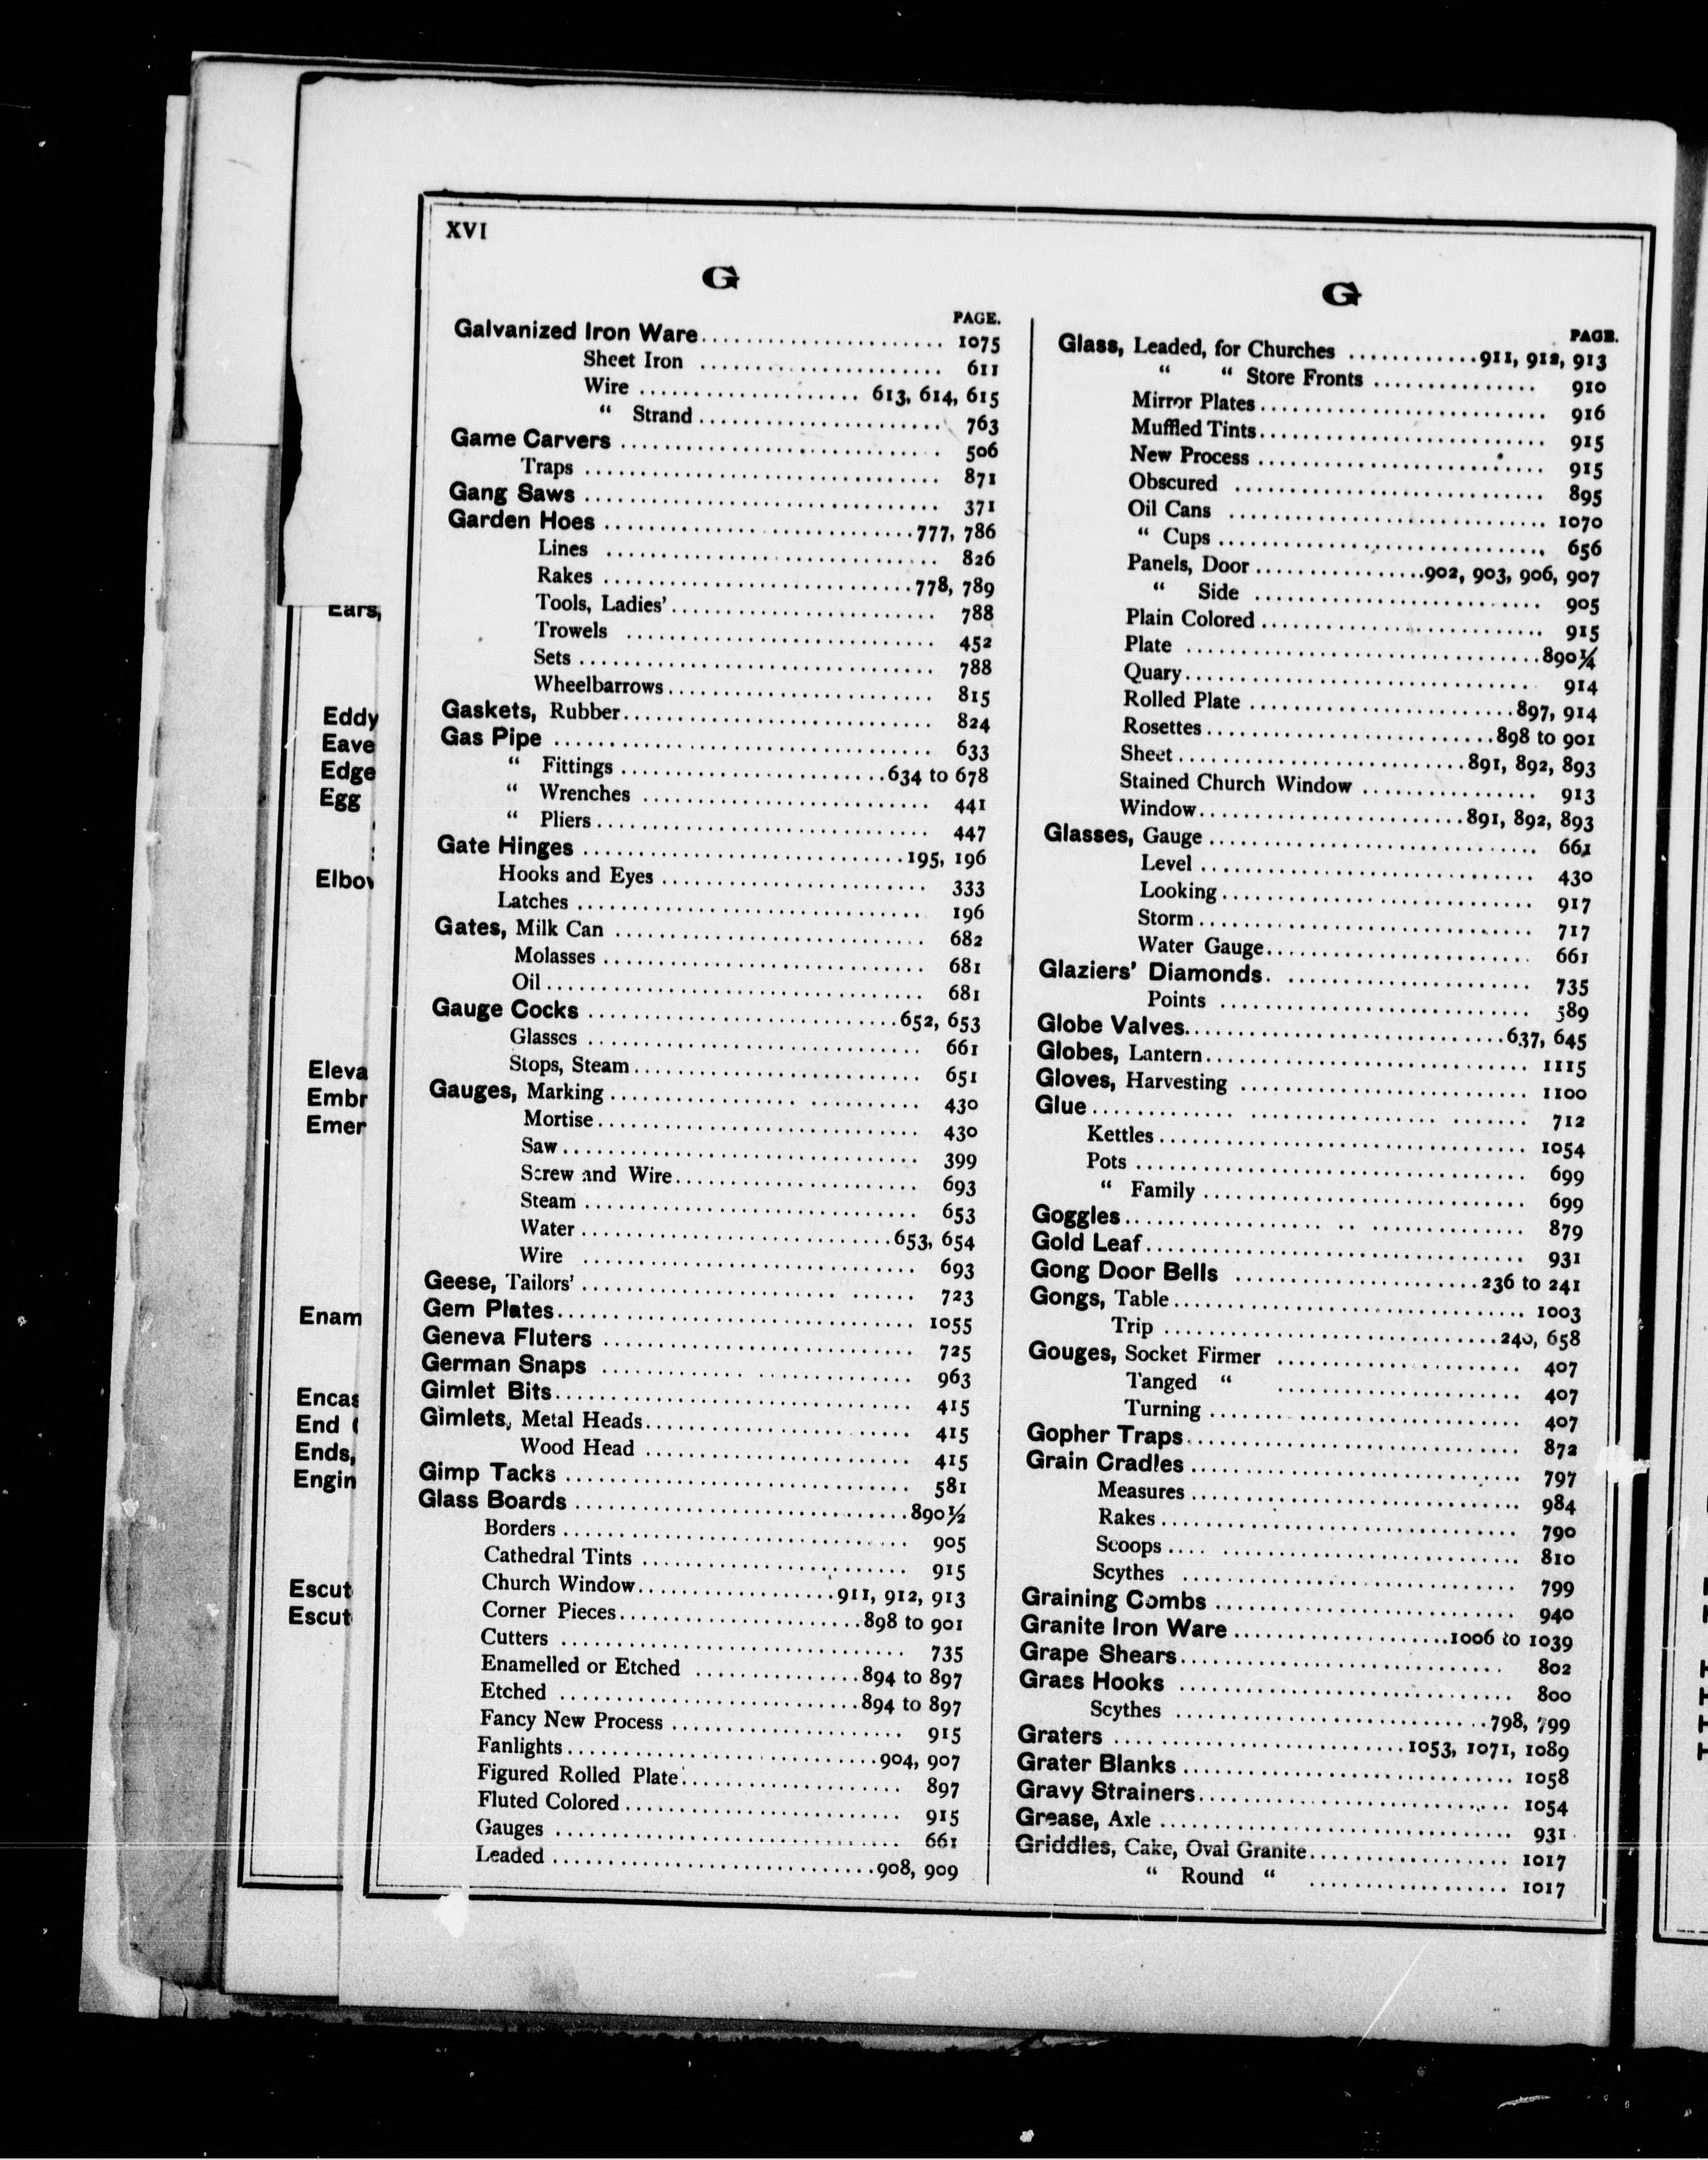 XVI
G
PAGE.
Galvanized Iron Ware........................ 1075
Sheet Iron ........................ 611
Wire .................... 613, 614, 615
“ Strand........................ 763
Game Carvers ................................ 506
Traps .................................... 871
Gang Saws .................................... 371
Garden Hoes ...............................777, 786
Lines ................................. 826
Rakes ...............................778, 789
Tools, Ladies’........................... 788
Trowels ............................... 452
Sets .................................... 788
Wheelbarrows........................... 815
Gaskets, Rubber............................... 824
Gas Pipe ...................................... 633
“ Fittings ..........................634 to 678
“ Wrenches ............................. 441
“ Pliers.................................. 447
Gate Hinges ................................195, 196
Hooks and Eyes ........................... 333
Latches ................................... 196
Gates, Milk Can ............................... 682
Molasses ................................ 681
Oil...................................... 681
Gauge Cocks ...............................652, 653
Glasses ................................. 661
Stops, Steam............................. 651
Gauges, Marking............................... 430
Mortise................................ 430
Saw.................................... 399
Screw and Wire........................ 693
Steam ................................. 653
Water ...............................653, 654
Wire ................................. 693
Geese, Tailors’ ................................. 723
Gem Plates.................................... 1055
Geneva Fluters ............................... 725
German Snaps ............................... 963
Gimlet Bits.................................... 415
Gimlets, Metal Heads........................... 415
Wood Head ........................... 415
Gimp Tacks .................................. 581
Glass Boards .................................890½
Borders ................................... 905
Cathedral Tints ........................... 915
Church Window....................911, 912, 913
Corner Pieces........................898 to 901
Cutters ................................... 735
Enamelled or Etched .................894 to 897
Etched ..............................894 to 897
Fancy New Process ........................ 915
Fanlights...............................904, 907
Figured Rolled Plate....................... 897
Fluted Colored............................ 915
Gauges ................................... 661
Leaded ................................908, 909
G
PAGE.
Glass, Leaded, for Churches .............911, 912, 913
“ “ Store Fronts ................ 910
Mirror Plates............................. 916
Muffled Tints............................. 915
New Process ............................. 915
Obscured ............................... 895
Oil Cans ................................ 1070
“ Cups ................................. 656
Panels, Door .................902, 903, 906, 907
“ Side ............................. 905
Plain Colored ............................ 915
Plate ...................................890¼
Quary................................... 914
Rolled Plate ...........................897, 914
Rosettes.............................898 to 901
Sheet .............................891, 892, 893
Stained Church Window ................. 913
Window...........................891, 892, 893
Glasses, Gauge ................................. 661
Level ................................. 430
Looking............................... 917
Storm................................. 717
Water Gauge.......................... 661
Glaziers’ Diamonds. ........................ 735
Points ............................... 589
Globe Valves................................637, 645
Globes, Lantern................................ 1115
Gloves, Harvesting ............................ 1100
Glue.......................................... 712
Kettles..................................... 1054
Pots ....................................... 699
“ Family ................................ 699
Goggles....................................... 879
Gold Leaf..................................... 931
Gong Door Bells .........................236 to 241
Gongs, Table................................... 1003
Trip .................................240, 658
Gouges, Socket Firmer ........................ 407
Tanged “ ........................ 407
Turning ............................... 407
Gopher Traps................................. 872
Grain Cradles ................................ 797
Measures ................................. 984
Rakes.................................... 790
Scoops.................................... 810
Scythes ................................. 799
Graining Combs .............................. 940
Granite Iron Ware ......................1006 to 1039
Grape Shears................................ 802
Grass Hooks ................................. 800
Scythes ...............................798, 799
Graters .............................1053, 1071, 1089
Grater Blanks ................................ 1058
Gravy Strainers............................... 1054
Grease, Axle ................................... 931
Griddles, Cake, Oval Granite.................... 1017
“ Round “ .................... 1017
Ears,
Eddy
Eave
Edge
Egg
Elbov
Eleva
Embr
Emer
Enam
Encas
End
Ends,
Engin
Escut
Escut